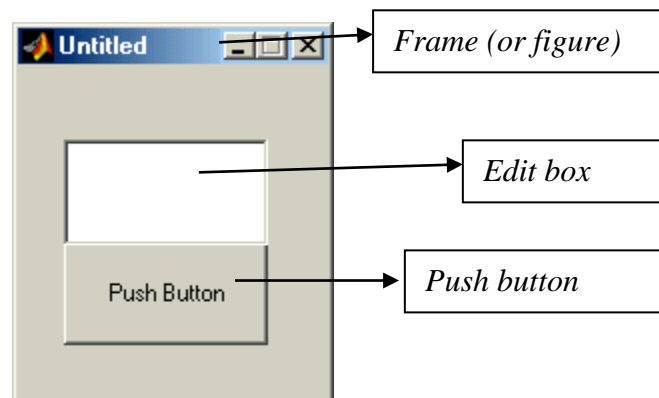 Untitled
Frame (or figure)
Edit box
Push Button
Push button